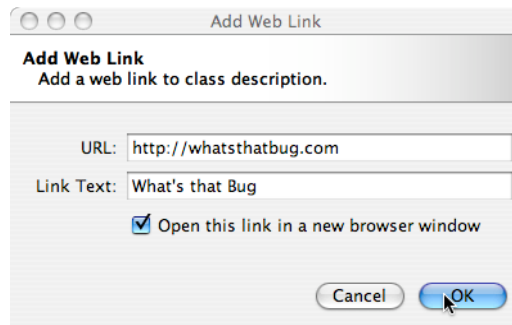 Add Web Link
Add Web Link
Add a web link to class description.
URL: http://whatsthatbug.com
Link Text: What's that Bug
Open this link in a new browser window
Cancel OK